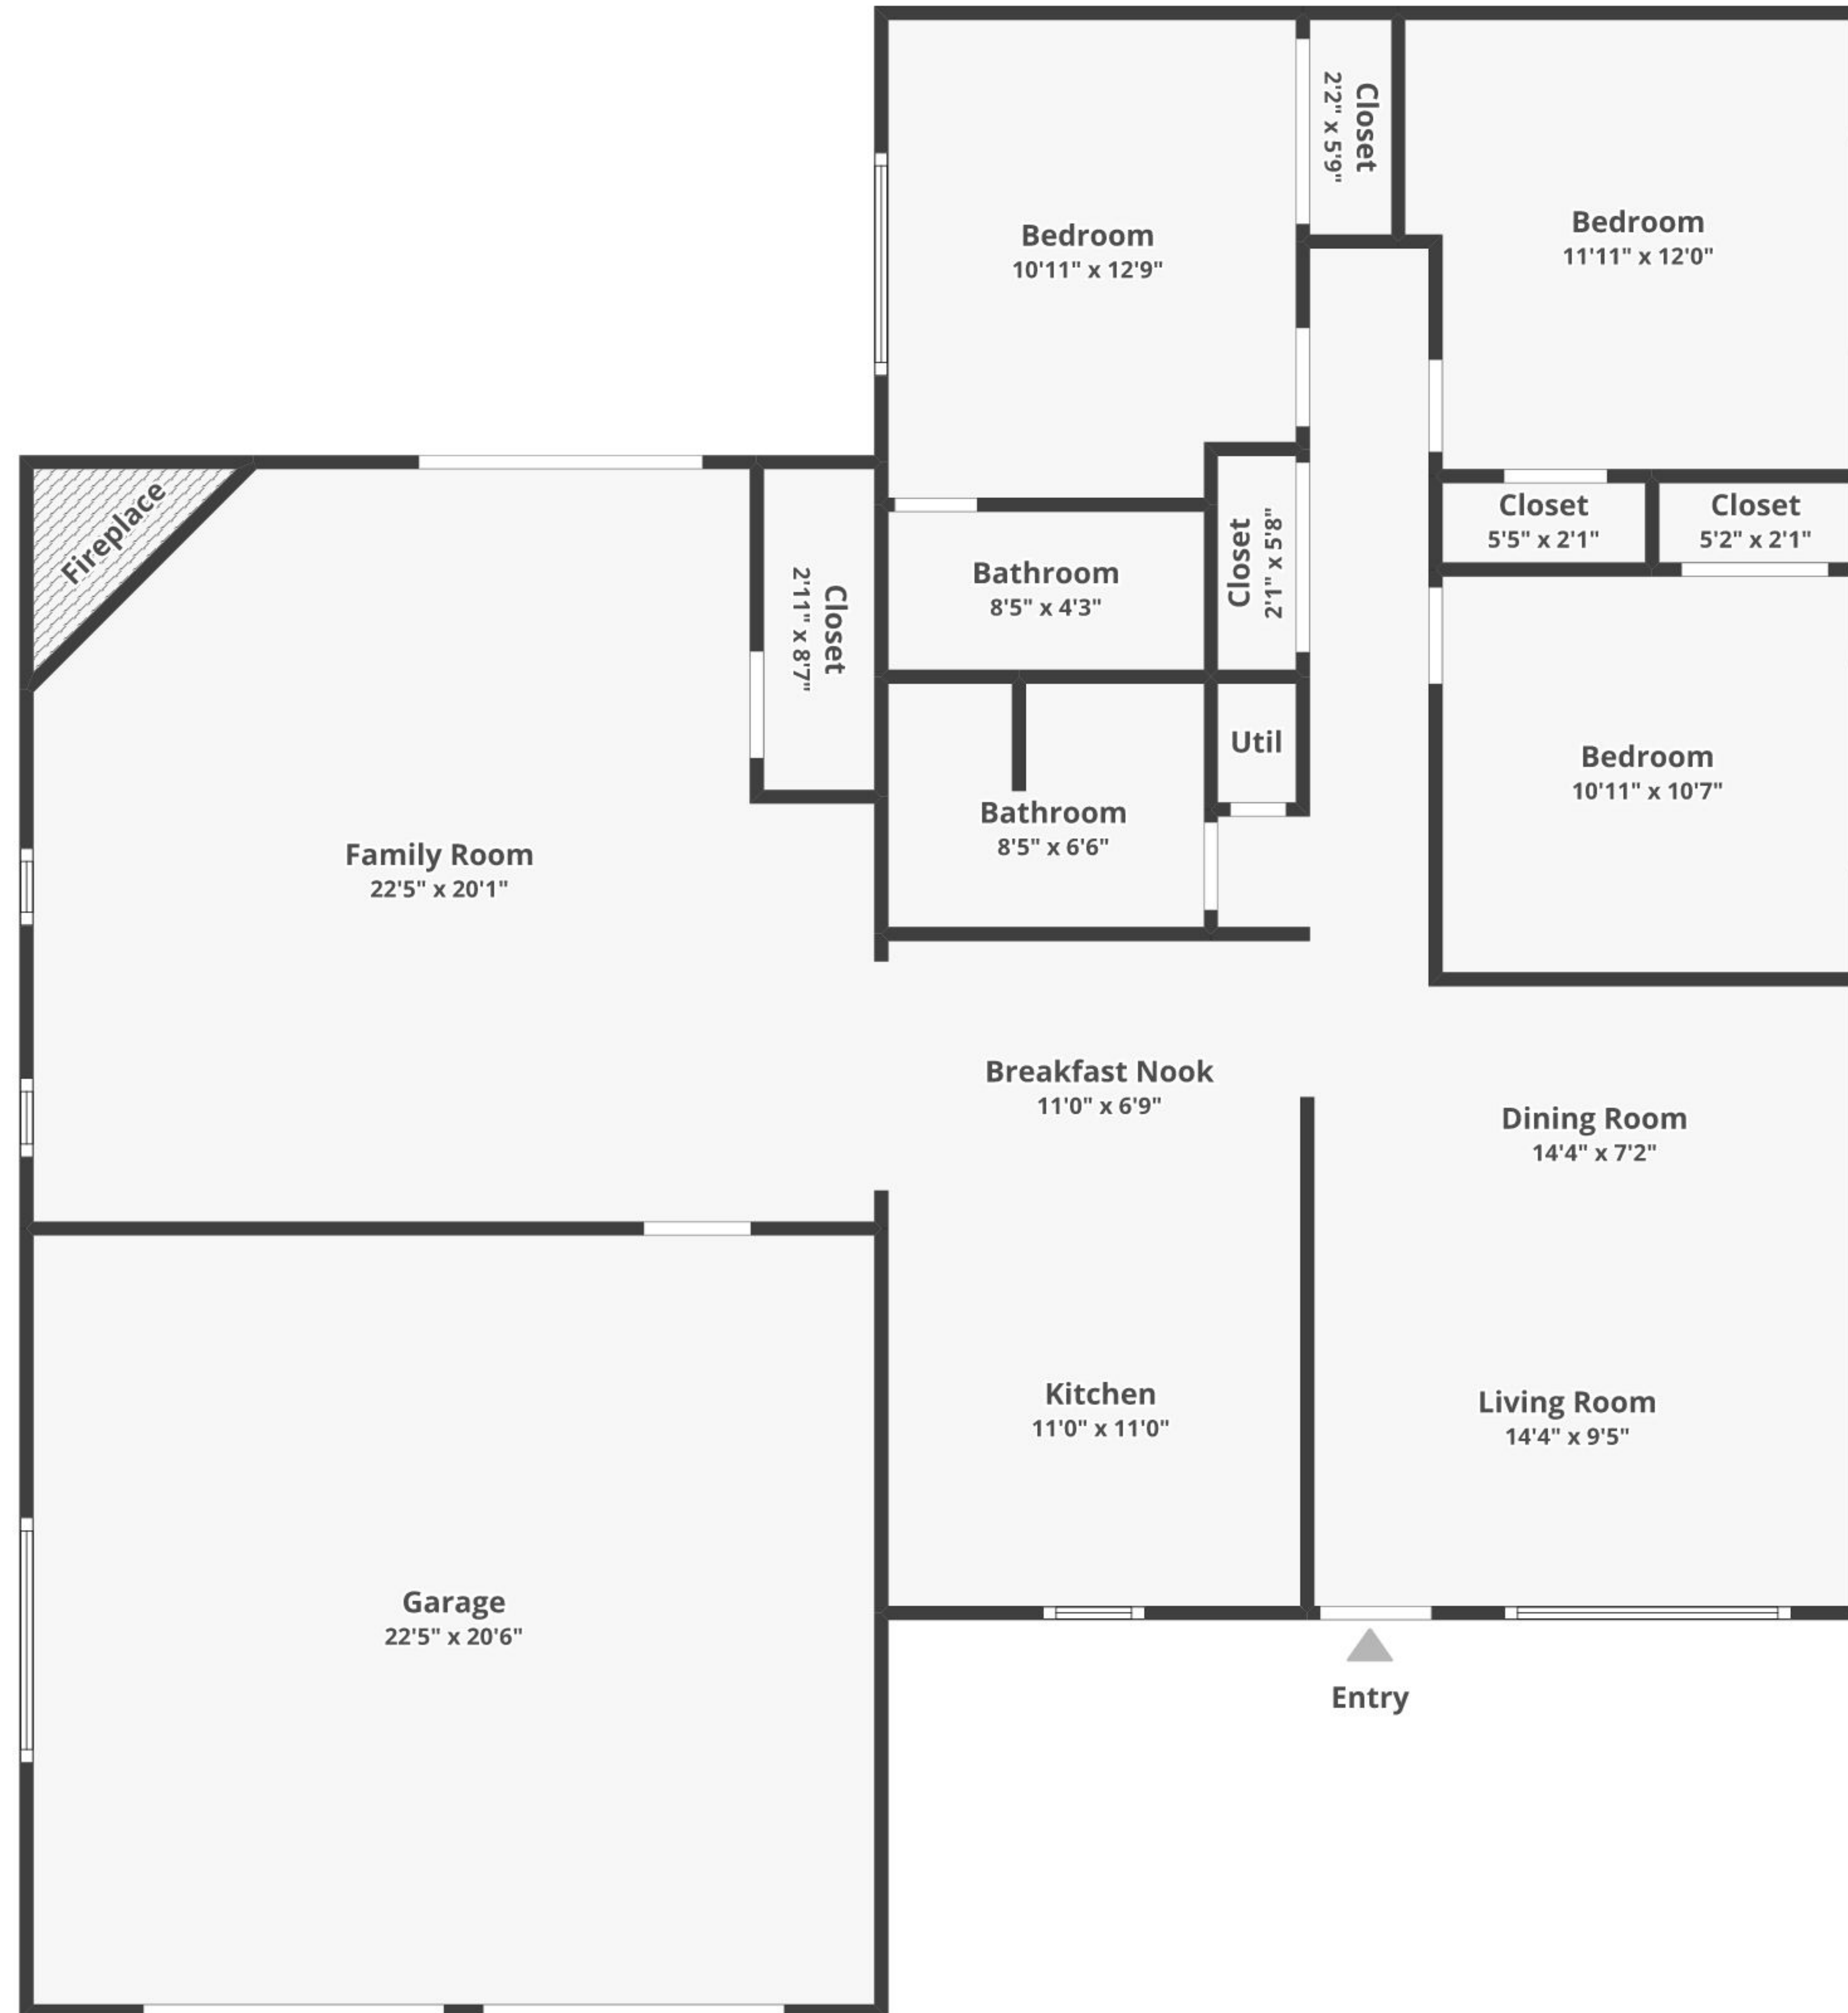 Closet
2'2" x 5'9"
Bedroom
10'11" x 12'9"
Bedroom
11'11" x 12'0"
Fireplace
Closet
2'11" x 8'7"
Bathroom
8'5" x 4'3"
Closet
2'1" x 5'8"
Closet
5'5" x 2'1"
Closet
5'2" x 2'1"
Util
Bedroom
10'11" x 10'7"
Bathroom
8'5" x 6'6"
Family Room
22'5" x 20'1"
Breakfast Nook
11'0" x 6'9"
Dining Room
14'4" x 7'2"
Kitchen
11'0" x 11'0"
Living Room
14'4" x 9'5"
Garage
22'5" x 20'6"
Entry